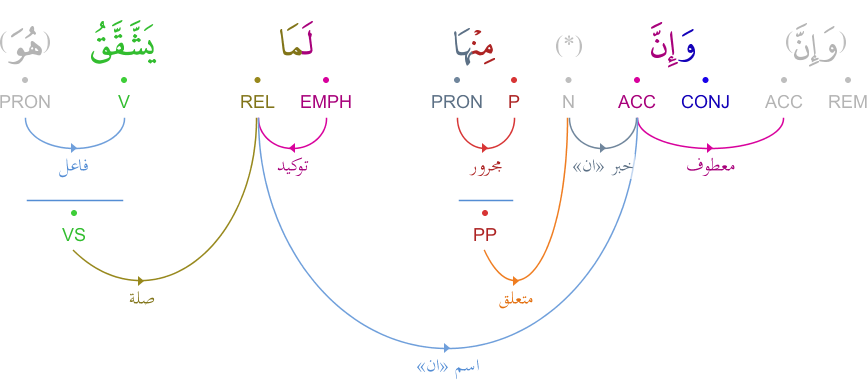 (وَإِنَّ) وَإِنَّ (*) مِنْهَا لَمَا يَشَّقَّقُ (هُوَ)
REM ACC CONJ ACC N P PRON EMPH REL V PRON
معطوف خبر «ان» مجرور توكيد فاعل
PP VS
متعلق صلة
اسم «ان»